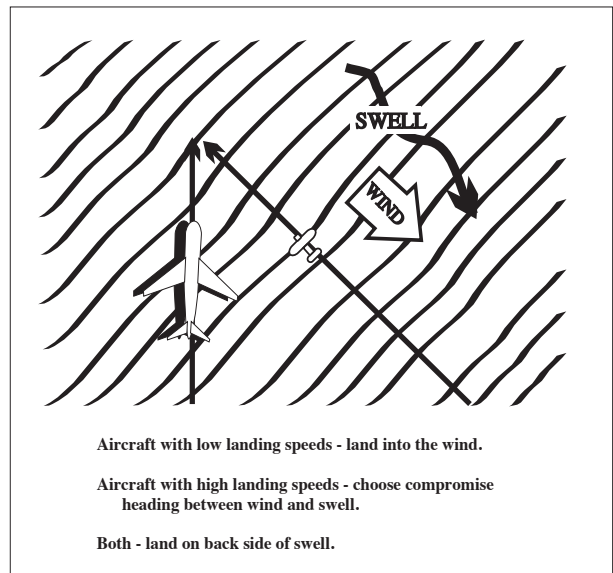 SWELL
WIND
Aircraft with low landing speeds - land into the wind.
Aircraft with high landing speeds - choose compromise
heading between wind and swell.
Both - land on back side of swell.